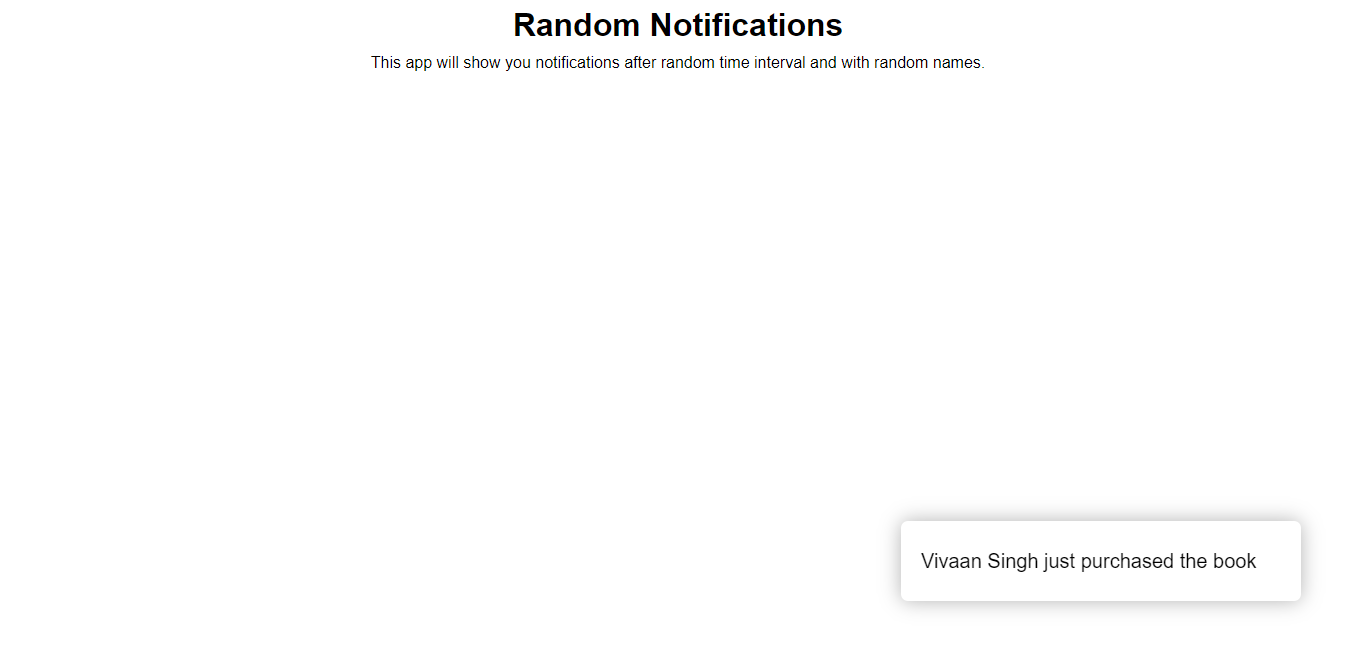 Random Notifications
This app will show you notifications after random time interval and with random names.
Vivaan Singh just purchased the book